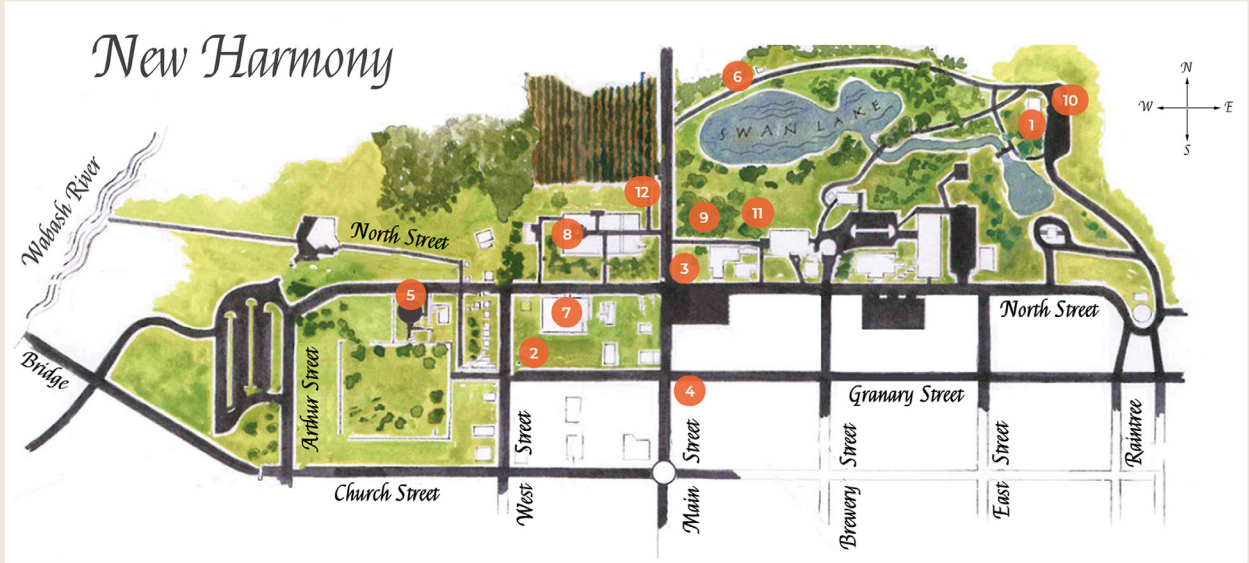 New Harmony
N
W
E
S
6
10
SWAN LAKE
1
12
9
11
Wabash River
North Street
8
3
5
7
North Street
2
Bridge
Arthur Street
4
Granary Street
Church Street
West Street
Main Street
Brewery Street
East Street
Raintree